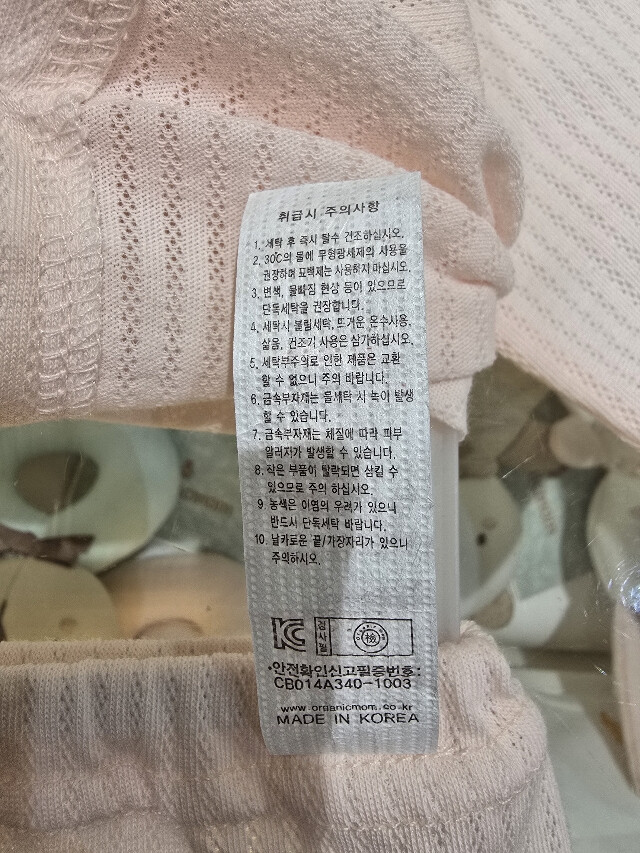 취급시 주의사항
1. 세탁 후 즉시 탈수 건조하십시오.
2. 30℃의 물에 무형광세제의 사용을
권장하며 표백제는 사용하지 마십시오.
3. 변색, 물빠짐 현상 등이 있으므로
단독세탁을 권장합니다.
4. 세탁시 불림세탁, 뜨거운 온수사용,
삶음, 건조기 사용은 삼가하십시오.
5. 세탁부주의로 인한 제품은 교환
할 수 없으니 주의 바랍니다.
6. 금속부자재는 물세탁 시 녹이 발생
할 수 있습니다.
7. 금속부자재는 체질에 따라 피부
알러지가 발생할 수 있습니다.
8. 작은 부품이 탈락되면 삼킬 수
있으므로 주의 하십시오.
9. 농색은 이염의 우려가 있으니
반드시 단독세탁 바랍니다.
10. 날카로운 끝/가장자리가 있으니
주의하시오.
KC 검사필 檢
•안전확인신고필증번호:
CB014A340-1003
www.organicmom.co.kr
MADE IN KOREA